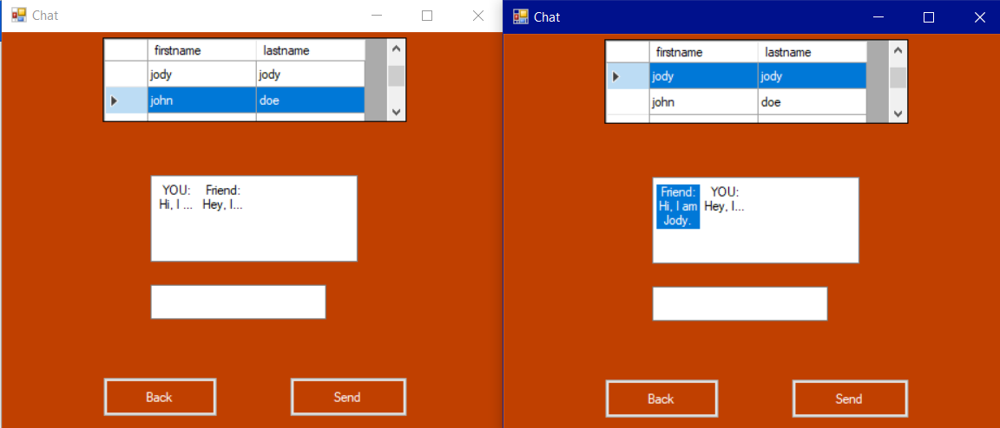 Chat
firstname lastname
jody jody
john doe
YOU: Friend:
Hi, I ... Hey, I...
Back Send
Chat
firstname lastname
jody jody
john doe
Friend: YOU:
Hi, I am Hey, I...
Jody.
Back Send